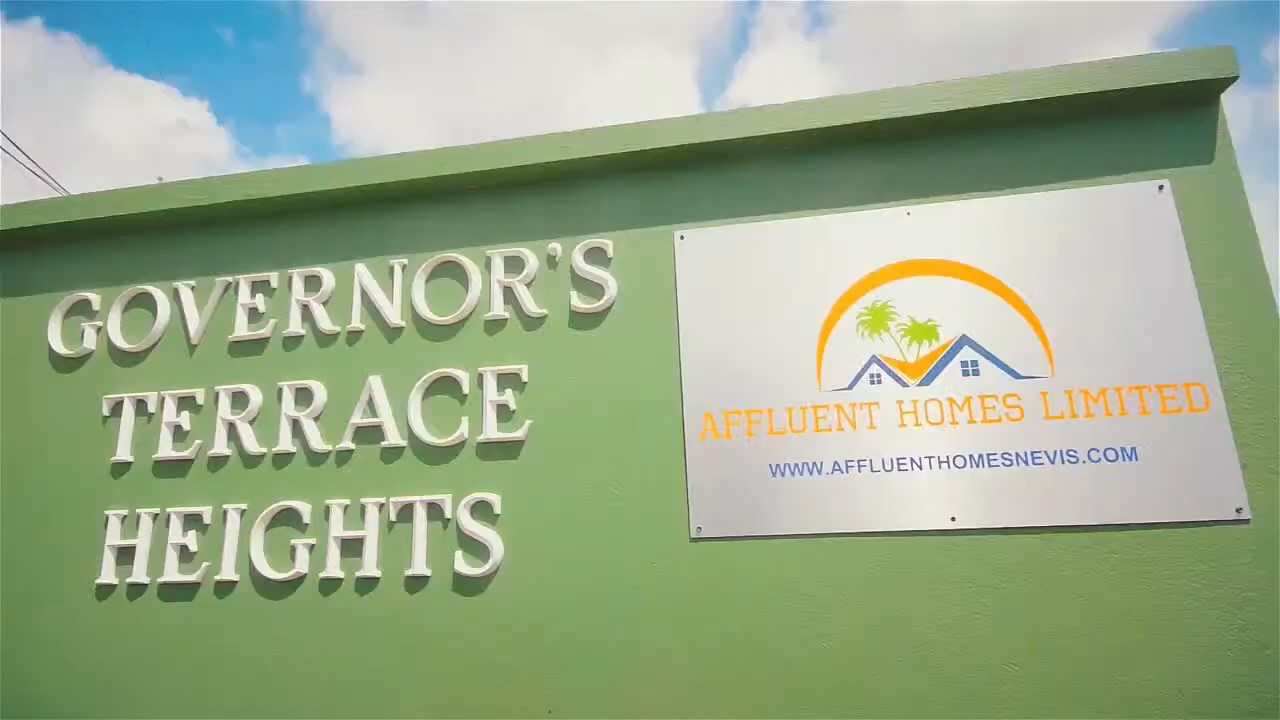 GOVERNOR'S
TERRACE
HEIGHTS
AFFLUENT HOMES LIMITED
WWW.AFFLUENTHOMESNEVIS.COM